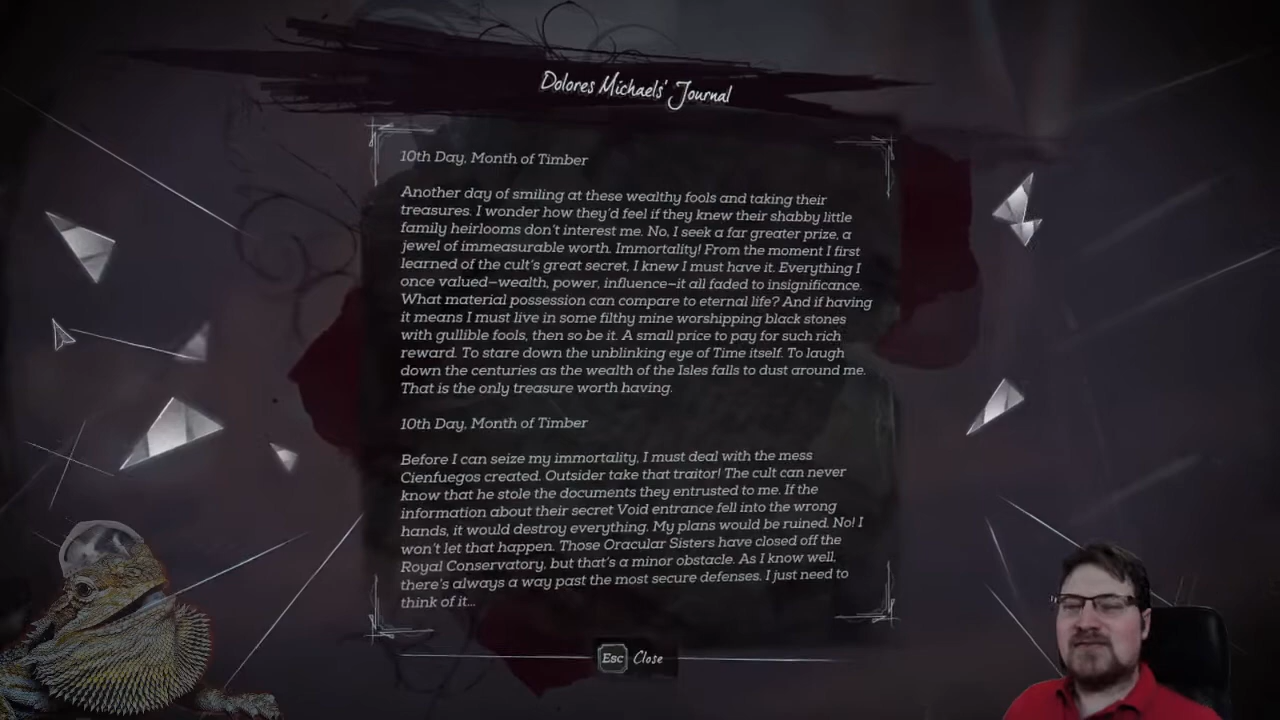 Dolores Michaels' Journal
10th Day, Month of Timber
Another day of smiling at these wealthy fools and taking their
treasures. I wonder how they'd feel if they knew their shabby little
family heirlooms don't interest me. No, I seek a far greater prize, a
jewel of immeasurable worth. Immortality! From the moment I first
learned of the cult's great secret, I knew I must have it. Everything I
once valued—wealth, power, influence—it all faded to insignificance.
What material possession can compare to eternal life? And if having
it means I must live in some filthy mine worshipping black stones
with gullible fools, then so be it. A small price to pay for such rich
reward. To stare down the unblinking eye of Time itself. To laugh
down the centuries as the wealth of the Isles falls to dust around me.
That is the only treasure worth having.
10th Day, Month of Timber
Before I can seize my immortality, I must deal with the mess
Cienfuegos created. Outsider take that traitor! The cult can never
know that he stole the documents they entrusted to me. If the
information about their secret Void entrance fell into the wrong
hands, it would destroy everything. My plans would be ruined. No! I
won't let that happen. Those Oracular Sisters have closed off the
Royal Conservatory, but that's a minor obstacle. As I know well,
there's always a way past the most secure defenses. I just need to
think of it...
Esc Close